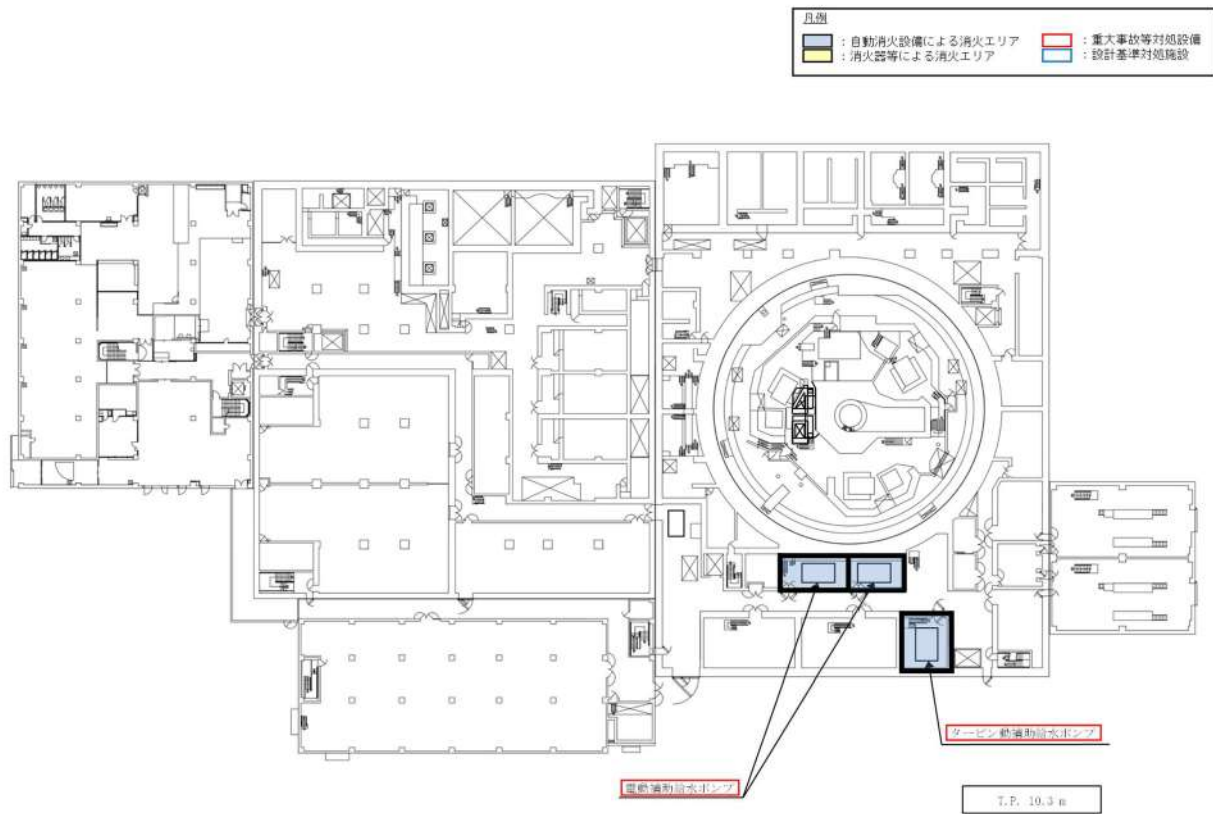 凡例
：自動消火設備による消火エリア
：重大事故等対処設備
：消火器等による消火エリア
：設計基準対処施設
タービン動補助給水ポンプ
電動補助給水ポンプ
T.P. 10.3 m